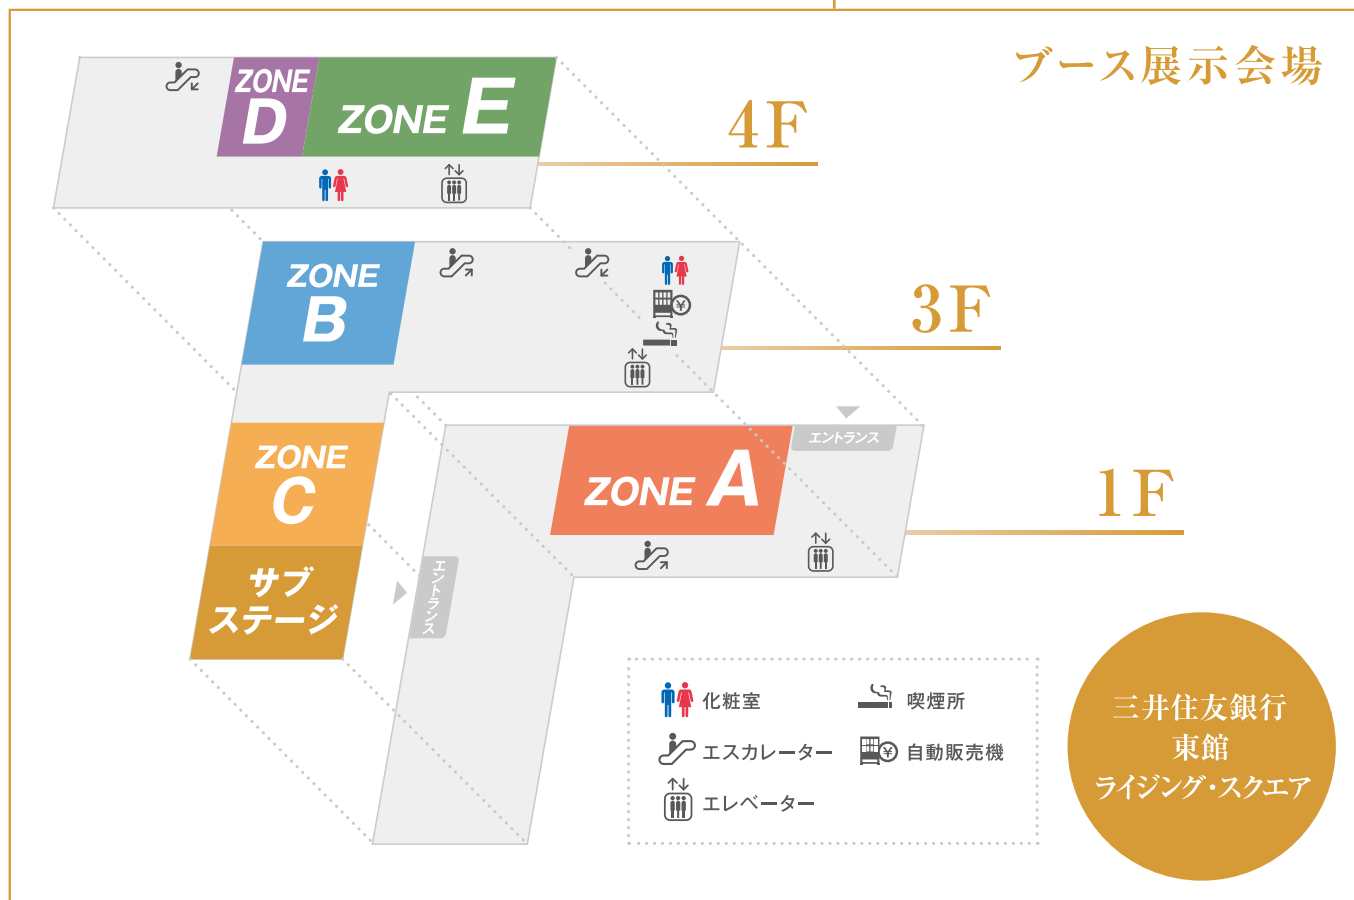 ブース展示会場
ZONE
D
ZONE E
4F
ZONE
B
3F
ZONE
C
サブ
ステージ
ZONE A
エントランス
エントランス
1F
化粧室
喫煙所
エスカレーター
自動販売機
エレベーター
三井住友銀行
東館
ライジング・スクエア